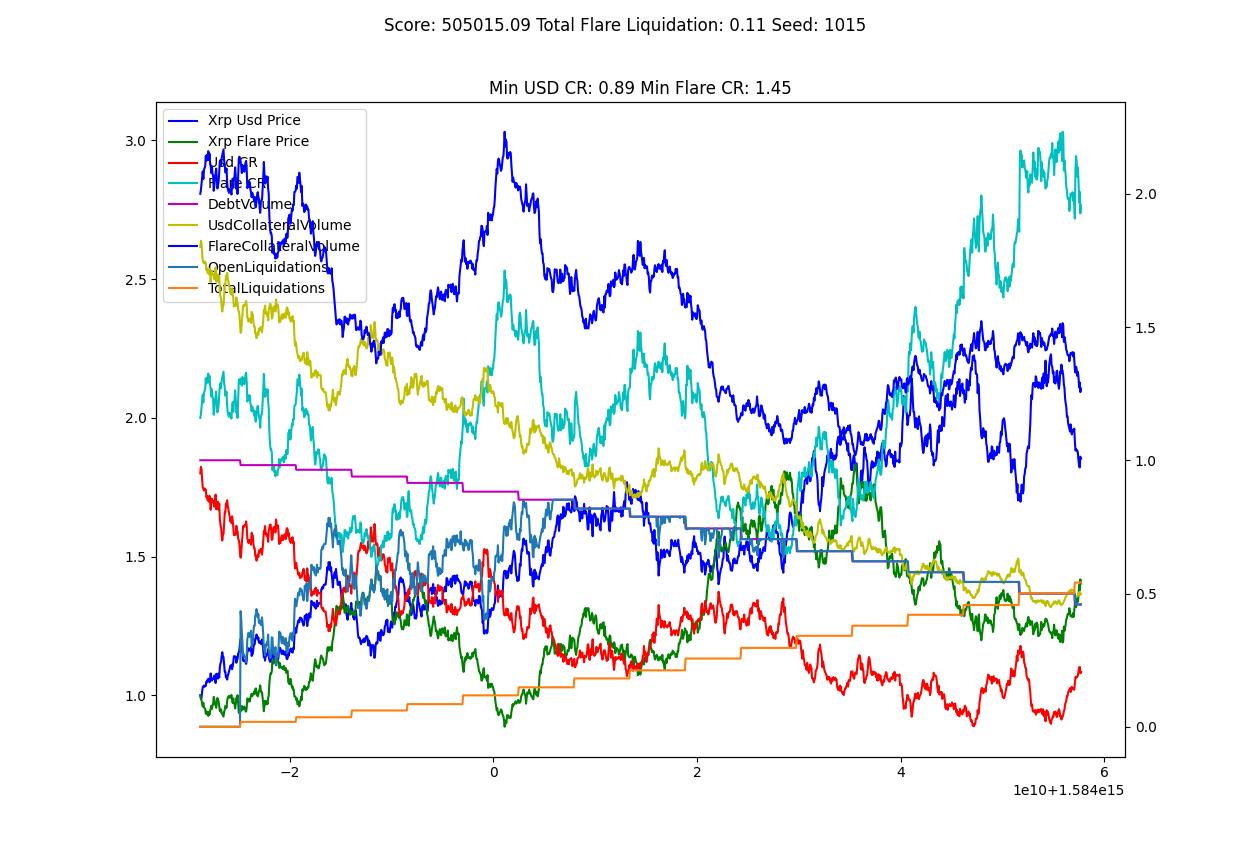 Score: 505015.09 Total Flare Liquidation: 0.11 Seed: 1015
Min USD CR: 0.89 Min Flare CR: 1.45
Xrp Usd Price
Xrp Flare Price
Usd CR
Flare CR
DebtVolume
UsdCollateralVolume
FlareCollateralVolume
OpenLiquidations
TotalLiquidations
3.0
2.5
2.0
1.5
1.0
2.0
1.5
1.0
0.5
0.0
−2
0
2
4
6
1e10+1.584e15